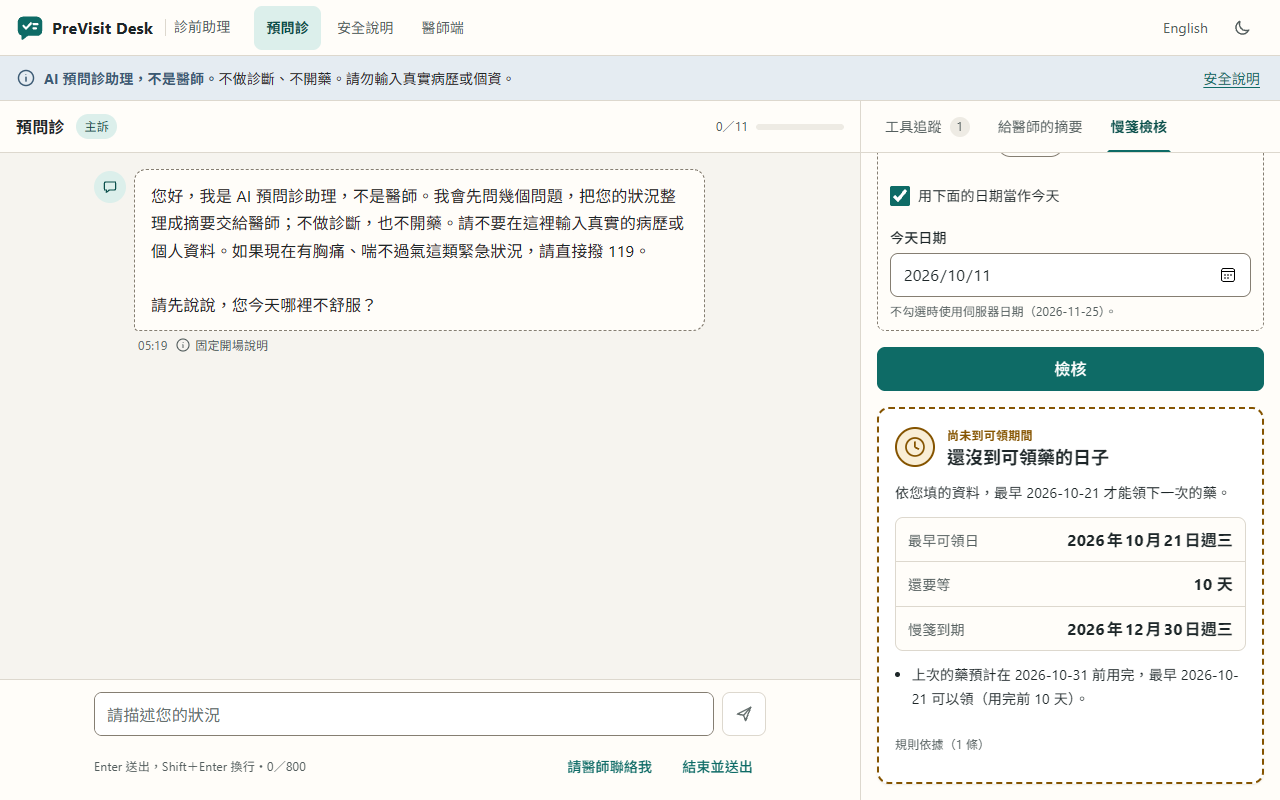 PreVisit Desk 診前助理 預問診 安全說明 醫師端 English
AI 預問診助理，不是醫師。不做診斷、不開藥。請勿輸入真實病歷或個資。 安全說明
預問診 主訴 0／11
您好，我是 AI 預問診助理，不是醫師。我會先問幾個問題，把您的狀況整
理成摘要交給醫師；不做診斷，也不開藥。請不要在這裡輸入真實的病歷或
個人資料。如果現在有胸痛、喘不過氣這類緊急狀況，請直接撥 119。
請先說說，您今天哪裡不舒服？
05:19 固定開場說明
請描述您的狀況
Enter 送出，Shift＋Enter 換行・0／800 請醫師聯絡我 結束並送出
工具追蹤 1 給醫師的摘要 慢箋檢核
用下面的日期當作今天
今天日期
2026/10/11
不勾選時使用伺服器日期（2026-11-25）。
檢核
尚未到可領期間
還沒到可領藥的日子
依您填的資料，最早 2026-10-21 才能領下一次的藥。
最早可領日 2026 年 10 月 21 日週三
還要等 10 天
慢箋到期 2026 年 12 月 30 日週三
• 上次的藥預計在 2026-10-31 前用完，最早 2026-10-
21 可以領（用完前 10 天）。
規則依據（1 條）